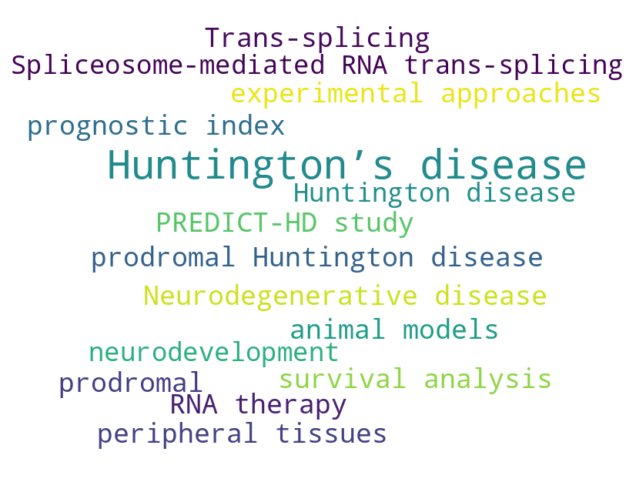 Trans-splicing
Spliceosome-mediated RNA trans-splicing
experimental approaches
prognostic index
Huntington’s disease
Huntington disease
PREDICT-HD study
prodromal Huntington disease
Neurodegenerative disease
animal models
neurodevelopment
survival analysis
prodromal
RNA therapy
peripheral tissues